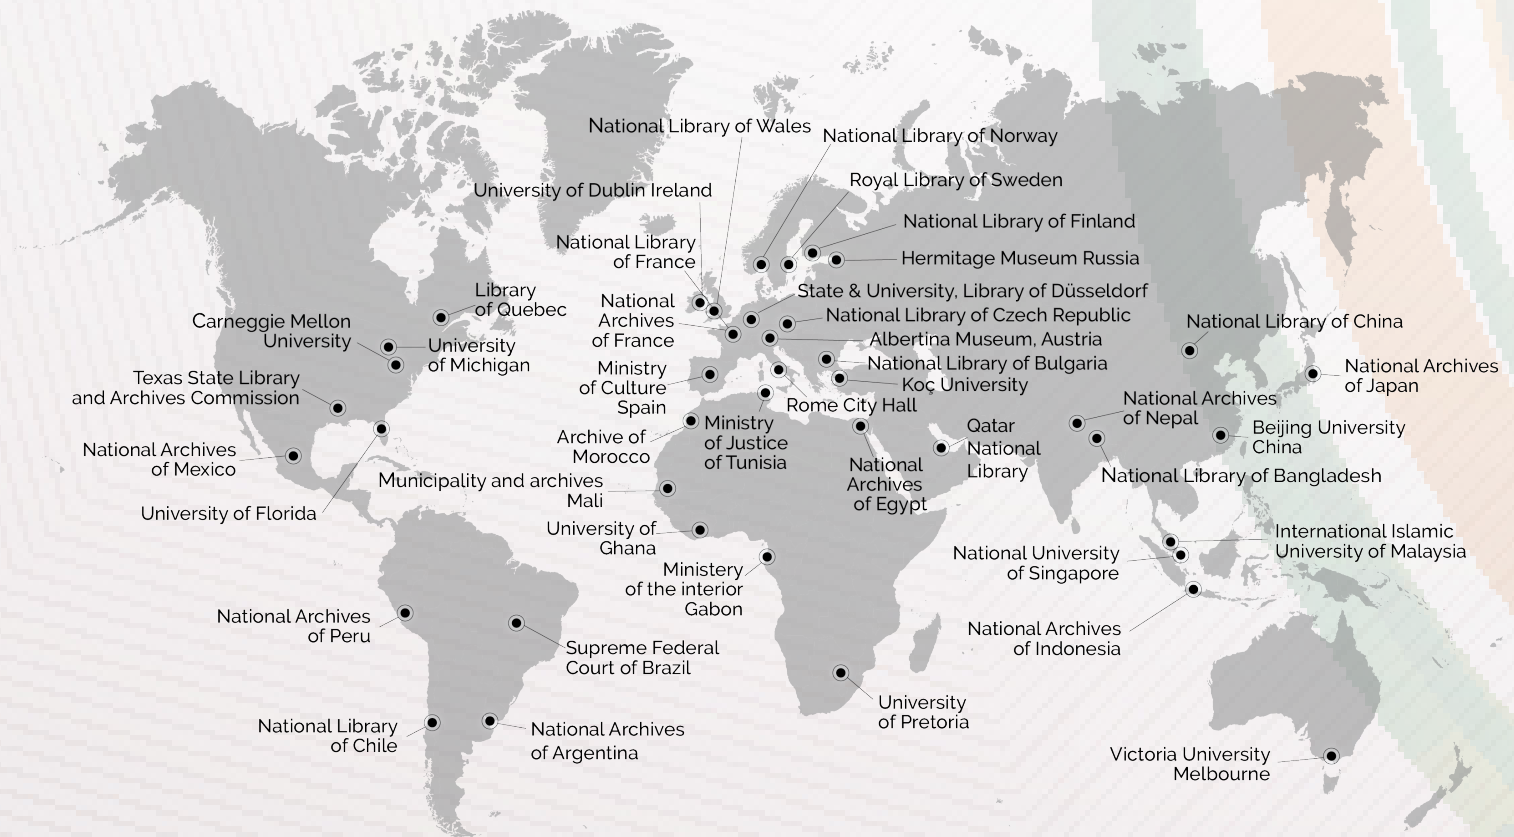 National Library of Wales
National Library of Norway
University of Dublin Ireland
Royal Library of Sweden
National Library
of France
National Library of Finland
Hermitage Museum Russia
Library
of Quebec
National
Archives
of France
State & University, Library of Düsseldorf
National Library of Czech Republic
Albertina Museum, Austria
National Library of China
Carneggie Mellon
University
University
of Michigan
Ministry
of Culture
Spain
National Library of Bulgaria
Koç University
Rome City Hall
National Archives
of Japan
Texas State Library
and Archives Commission
National Archives
of Nepal
Beijing University
China
National Archives
of Mexico
Archive of
Morocco
Ministry
of Justice
of Tunisia
National
Archives
of Egypt
Qatar
National
Library
National Library of Bangladesh
Municipality and archives
Mali
University of Florida
University of
Ghana
International Islamic
University of Malaysia
National University
of Singapore
Ministery
of the interior
Gabon
National Archives
of Peru
Supreme Federal
Court of Brazil
National Archives
of Indonesia
University
of Pretoria
National Library
of Chile
National Archives
of Argentina
Victoria University
Melbourne